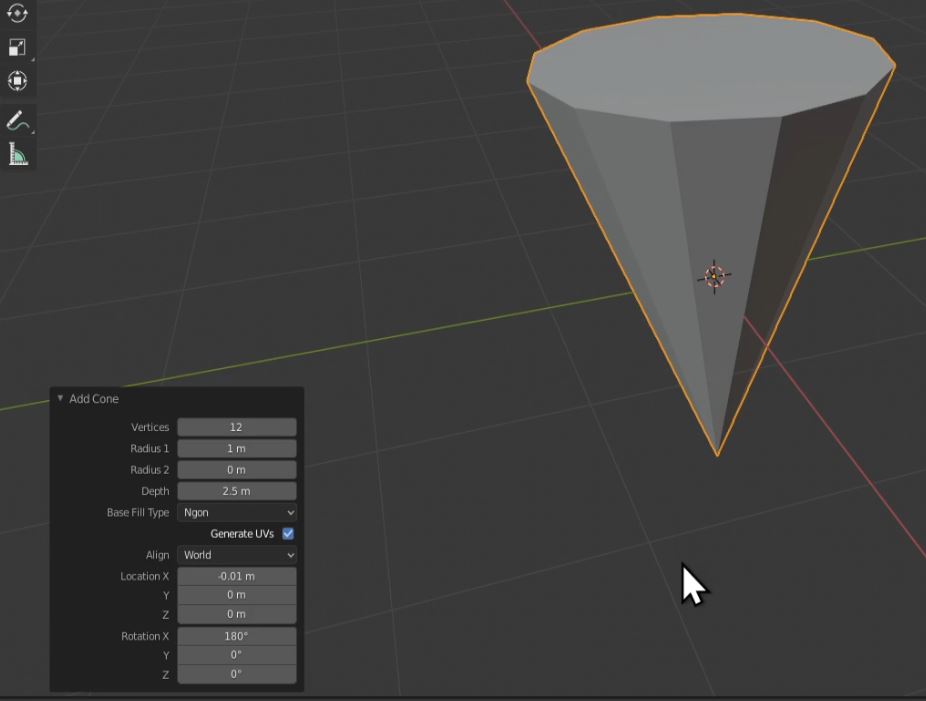 Add Cone
Vertices 12
Radius 1 1 m
Radius 2 0 m
Depth 2.5 m
Base Fill Type Ngon
Generate UVs
Align World
Location X -0.01 m
Y 0 m
Z 0 m
Rotation X 180°
Y 0°
Z 0°